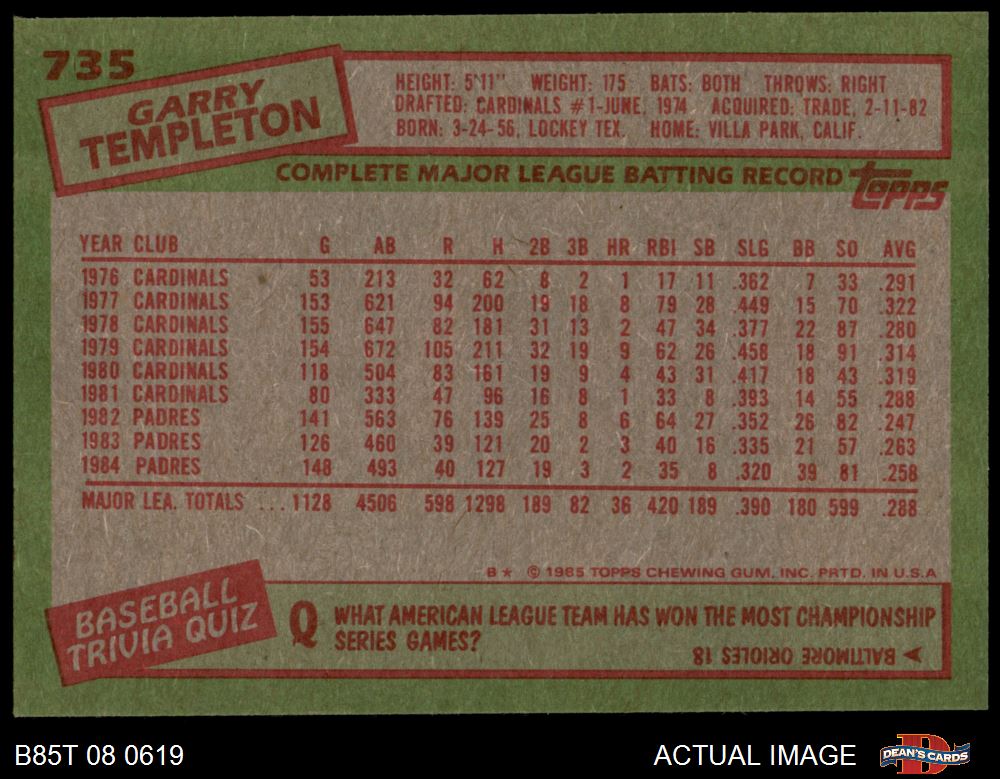 735
GARRY
TEMPLETON
HEIGHT: 5'11" WEIGHT: 175 BATS: BOTH THROWS: RIGHT
DRAFTED: CARDINALS #1-JUNE, 1974 ACQUIRED: TRADE, 2-11-82
BORN: 3-24-56, LOCKEY TEX. HOME: VILLA PARK, CALIF.
COMPLETE MAJOR LEAGUE BATTING RECORD topps
YEAR CLUB G AB R H 2B 3B HR RBI SB SLG BB SO AVG
1976 CARDINALS 53 213 32 62 8 2 1 17 11 .362 7 33 .291
1977 CARDINALS 153 621 94 200 19 18 8 79 28 .449 15 70 .322
1978 CARDINALS 155 647 82 181 31 13 2 47 34 .377 22 87 .280
1979 CARDINALS 154 672 105 211 32 19 9 62 26 .458 18 91 .314
1980 CARDINALS 118 504 83 161 19 9 4 43 31 .417 18 43 .319
1981 CARDINALS 80 333 47 96 16 8 1 33 8 .393 14 55 .288
1982 PADRES 141 563 76 139 25 8 6 64 27 .352 26 82 .247
1983 PADRES 126 460 39 121 20 2 3 40 16 .335 21 57 .263
1984 PADRES 148 493 40 127 19 3 2 35 8 .320 39 81 .258
MAJOR LEA. TOTALS ... 1128 4506 598 1298 189 82 36 420 189 .390 180 599 .288
B★ © 1985 TOPPS CHEWING GUM, INC. PRTD. IN U.S.A
BASEBALL
TRIVIA QUIZ
Q WHAT AMERICAN LEAGUE TEAM HAS WON THE MOST CHAMPIONSHIP
SERIES GAMES?
BALTIMORE ORIOLES 18
B85T 08 0619
ACTUAL IMAGE
DEAN'S CARDS